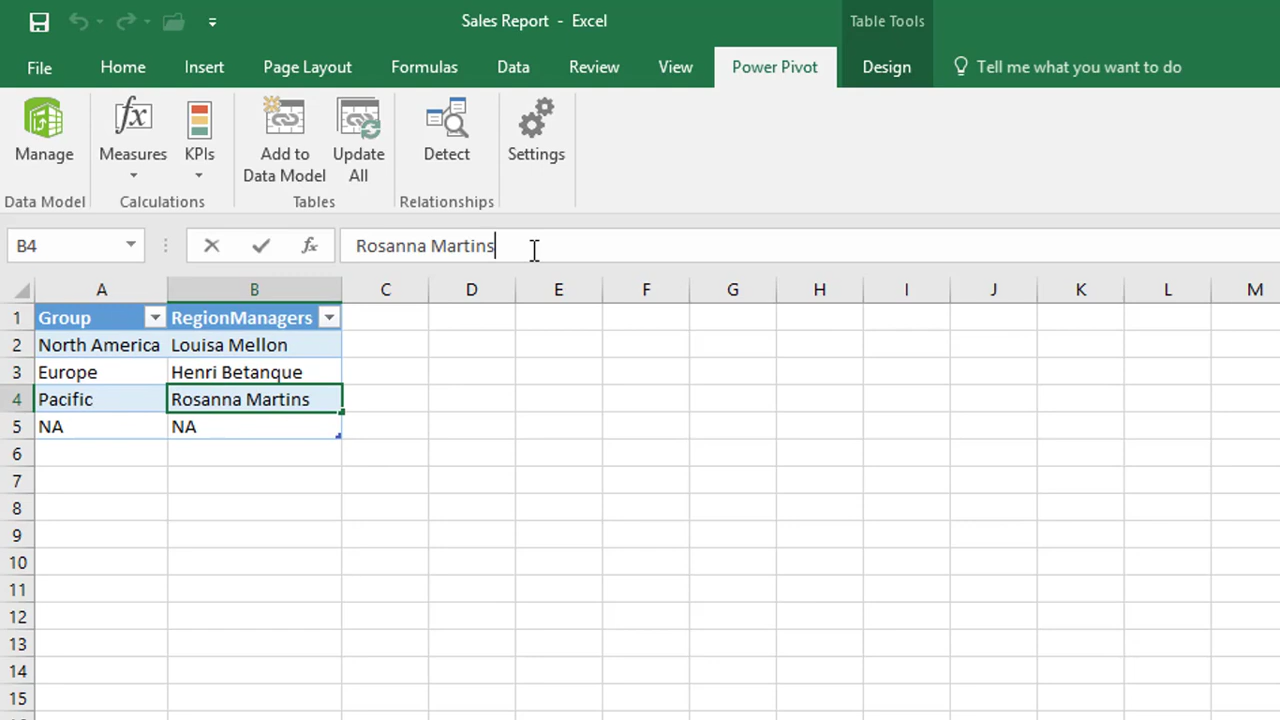 Sales Report - Excel
Table Tools
File Home Insert Page Layout Formulas Data Review View Power Pivot Design Tell me what you want to do
Manage
Measures
KPIs
Add to
Data Model
Update
All
Detect
Settings
Data Model
Calculations
Tables
Relationships
B4
fx
Rosanna Martins
A B C D E F G H I J K L M
1 Group RegionManagers
2 North America Louisa Mellon
3 Europe Henri Betanque
4 Pacific Rosanna Martins
5 NA NA
6
7
8
9
10
11
12
13
14
15